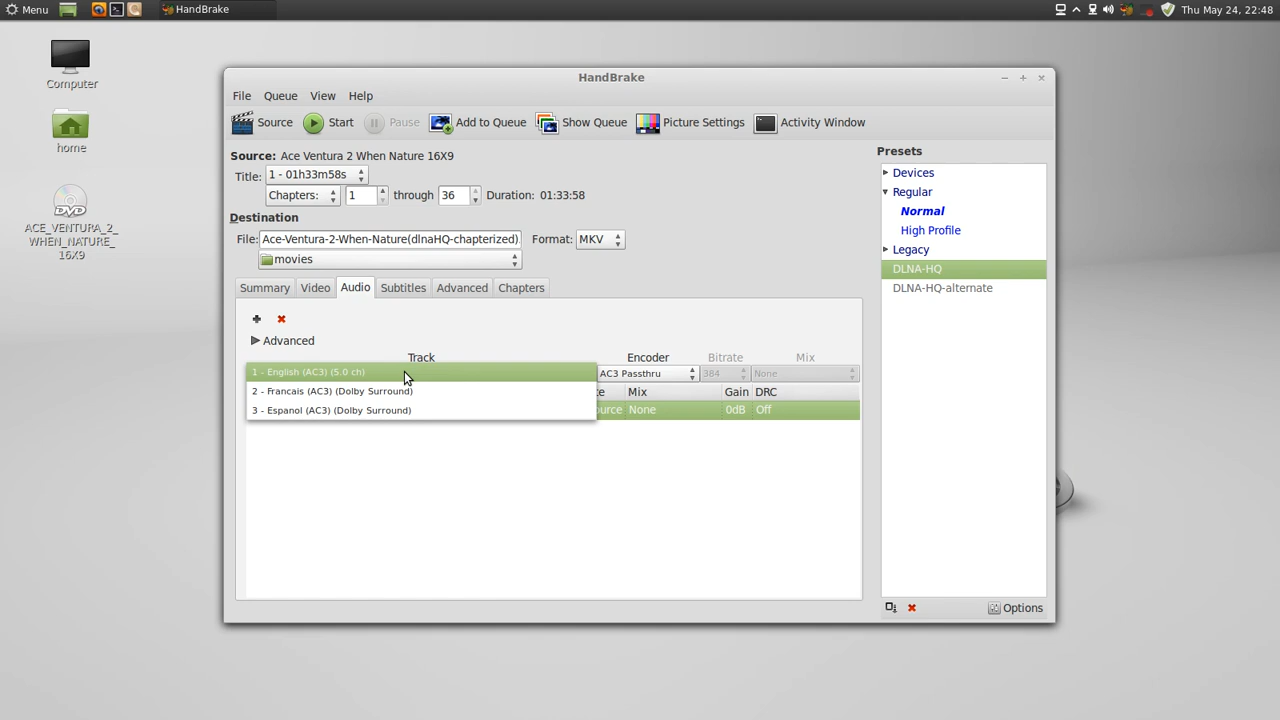 Menu HandBrake Thu May 24, 22:48
Computer
home
ACE_VENTURA_2_
WHEN_NATURE_
16X9
HandBrake
File Queue View Help
Source Start Pause Add to Queue Show Queue Picture Settings Activity Window
Source: Ace Ventura 2 When Nature 16X9
Title: 1 - 01h33m58s
Chapters: 1 through 36 Duration: 01:33:58
Destination
File: Ace-Ventura-2-When-Nature(dlnaHQ-chapterized). Format: MKV
movies
Summary Video Audio Subtitles Advanced Chapters
Advanced
Track Encoder Bitrate Mix
1 - English (AC3) (5.0 ch) AC3 Passthru 384 None
2 - Francais (AC3) (Dolby Surround) Mix Gain DRC
3 - Espanol (AC3) (Dolby Surround) ource None 0dB Off
Presets
Devices
Regular
Normal
High Profile
Legacy
DLNA-HQ
DLNA-HQ-alternate
Options